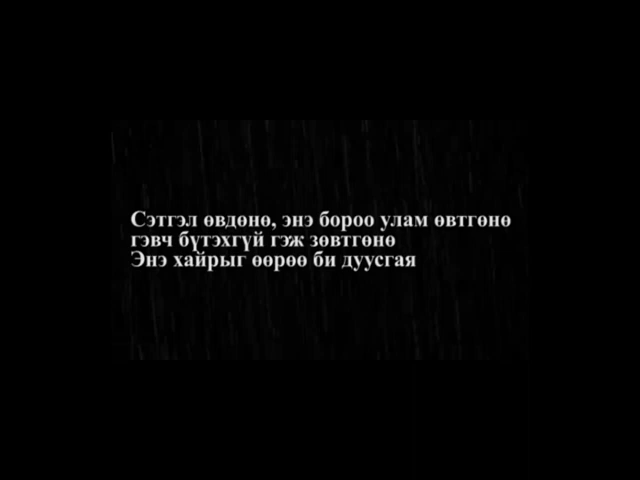 Сэтгэл өвдөнө, энэ бороо улам өвтгөнө
гэвч бүтэхгүй гэж зөвтгөнө
Энэ хайрыг өөрөө би дуусгая